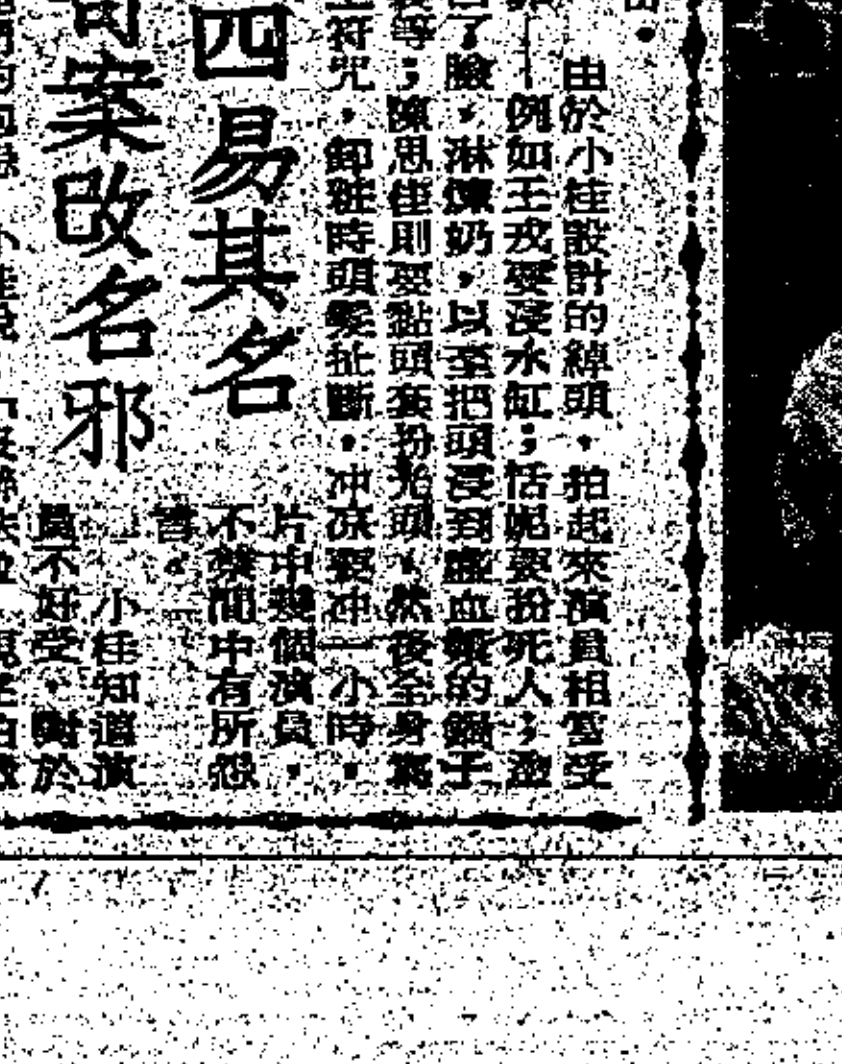 由於小桂設計的綽頭，拍起來演員相當受
例如王戎要浸水缸；恬妮要扮死人；
了臉，淋煉奶，以至把頭浸到盛血漿的鍋子
等；陳思佳則要黏頭套扮光頭，然後全身寫
符咒，卸粧時頭髮扯斷，冲凉要冲一小時，
片中幾個演員，
不禁間中有所怨
言。
四易其名
案改名邪
小桂知道演
員不好受，對於